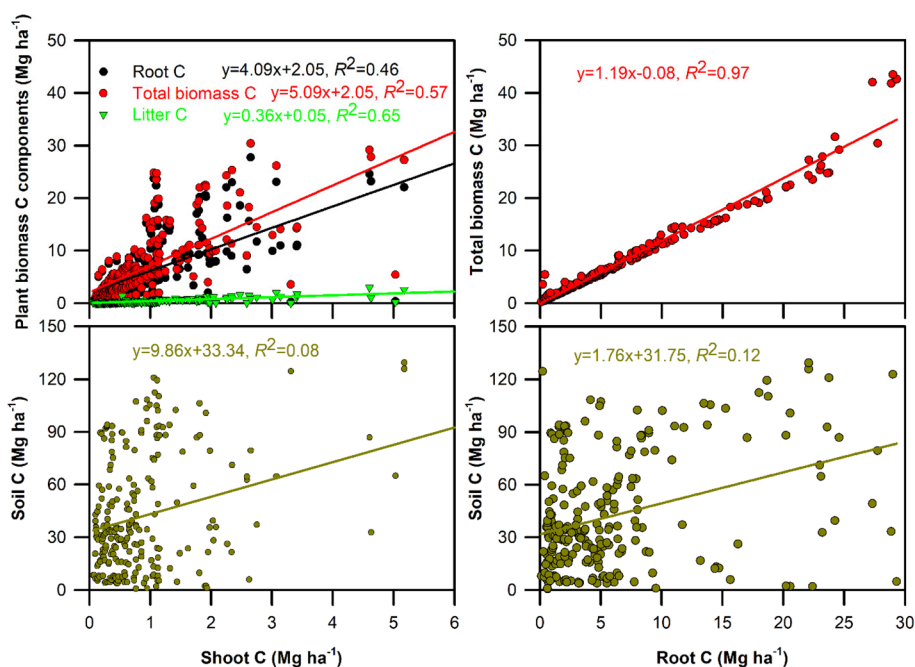 Plant biomass C components (Mg ha⁻¹)
50
40
30
20
10
0
Root C y=4.09x+2.05, R²=0.46
Total biomass C y=5.09x+2.05, R²=0.57
Litter C y=0.36x+0.05, R²=0.65
Total biomass C (Mg ha⁻¹)
50
40
30
20
10
0
y=1.19x-0.08, R²=0.97
Soil C (Mg ha⁻¹)
150
120
90
60
30
0
y=9.86x+33.34, R²=0.08
0 1 2 3 4 5 6
Shoot C (Mg ha⁻¹)
Soil C (Mg ha⁻¹)
150
120
90
60
30
0
y=1.76x+31.75, R²=0.12
0 5 10 15 20 25 30
Root C (Mg ha⁻¹)